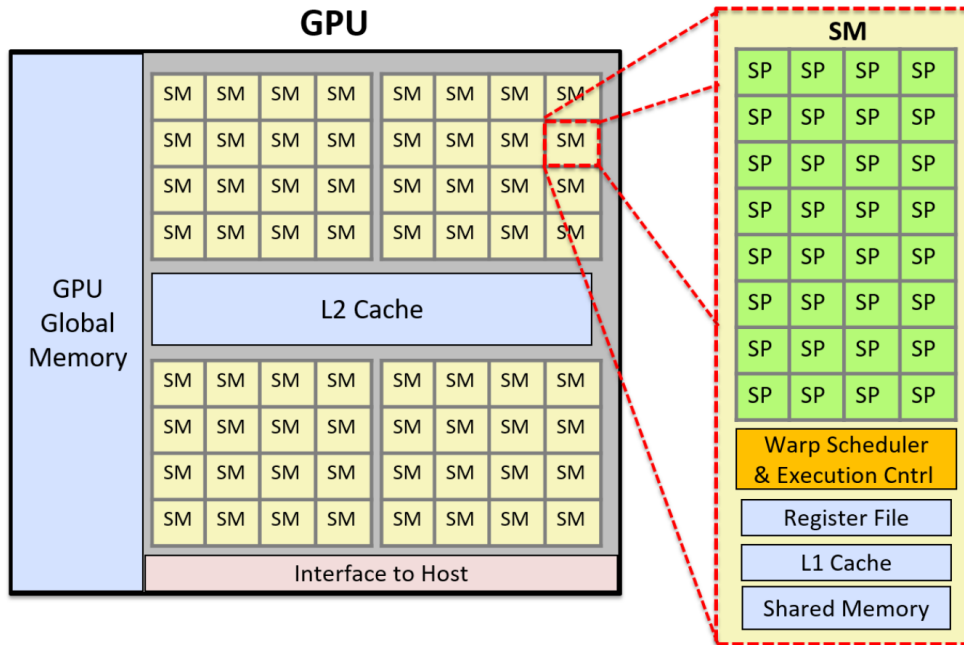 GPU
GPU
Global
Memory
SM SM SM SM SM SM SM SM
SM SM SM SM SM SM SM SM
SM SM SM SM SM SM SM SM
SM SM SM SM SM SM SM SM
L2 Cache
SM SM SM SM SM SM SM SM
SM SM SM SM SM SM SM SM
SM SM SM SM SM SM SM SM
SM SM SM SM SM SM SM SM
Interface to Host
SM
SP SP SP SP
SP SP SP SP
SP SP SP SP
SP SP SP SP
SP SP SP SP
SP SP SP SP
SP SP SP SP
SP SP SP SP
Warp Scheduler
& Execution Cntrl
Register File
L1 Cache
Shared Memory